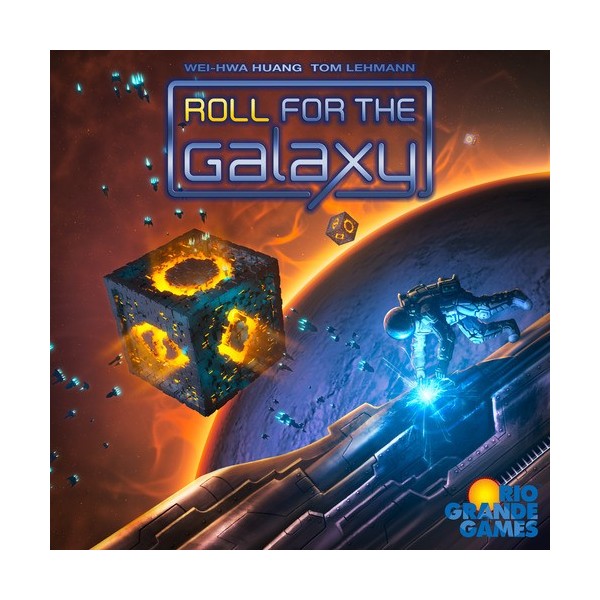 WEI-HWA HUANG TOM LEHMANN
ROLL FOR THE
Galaxy
RIO
GRANDE
GAMES